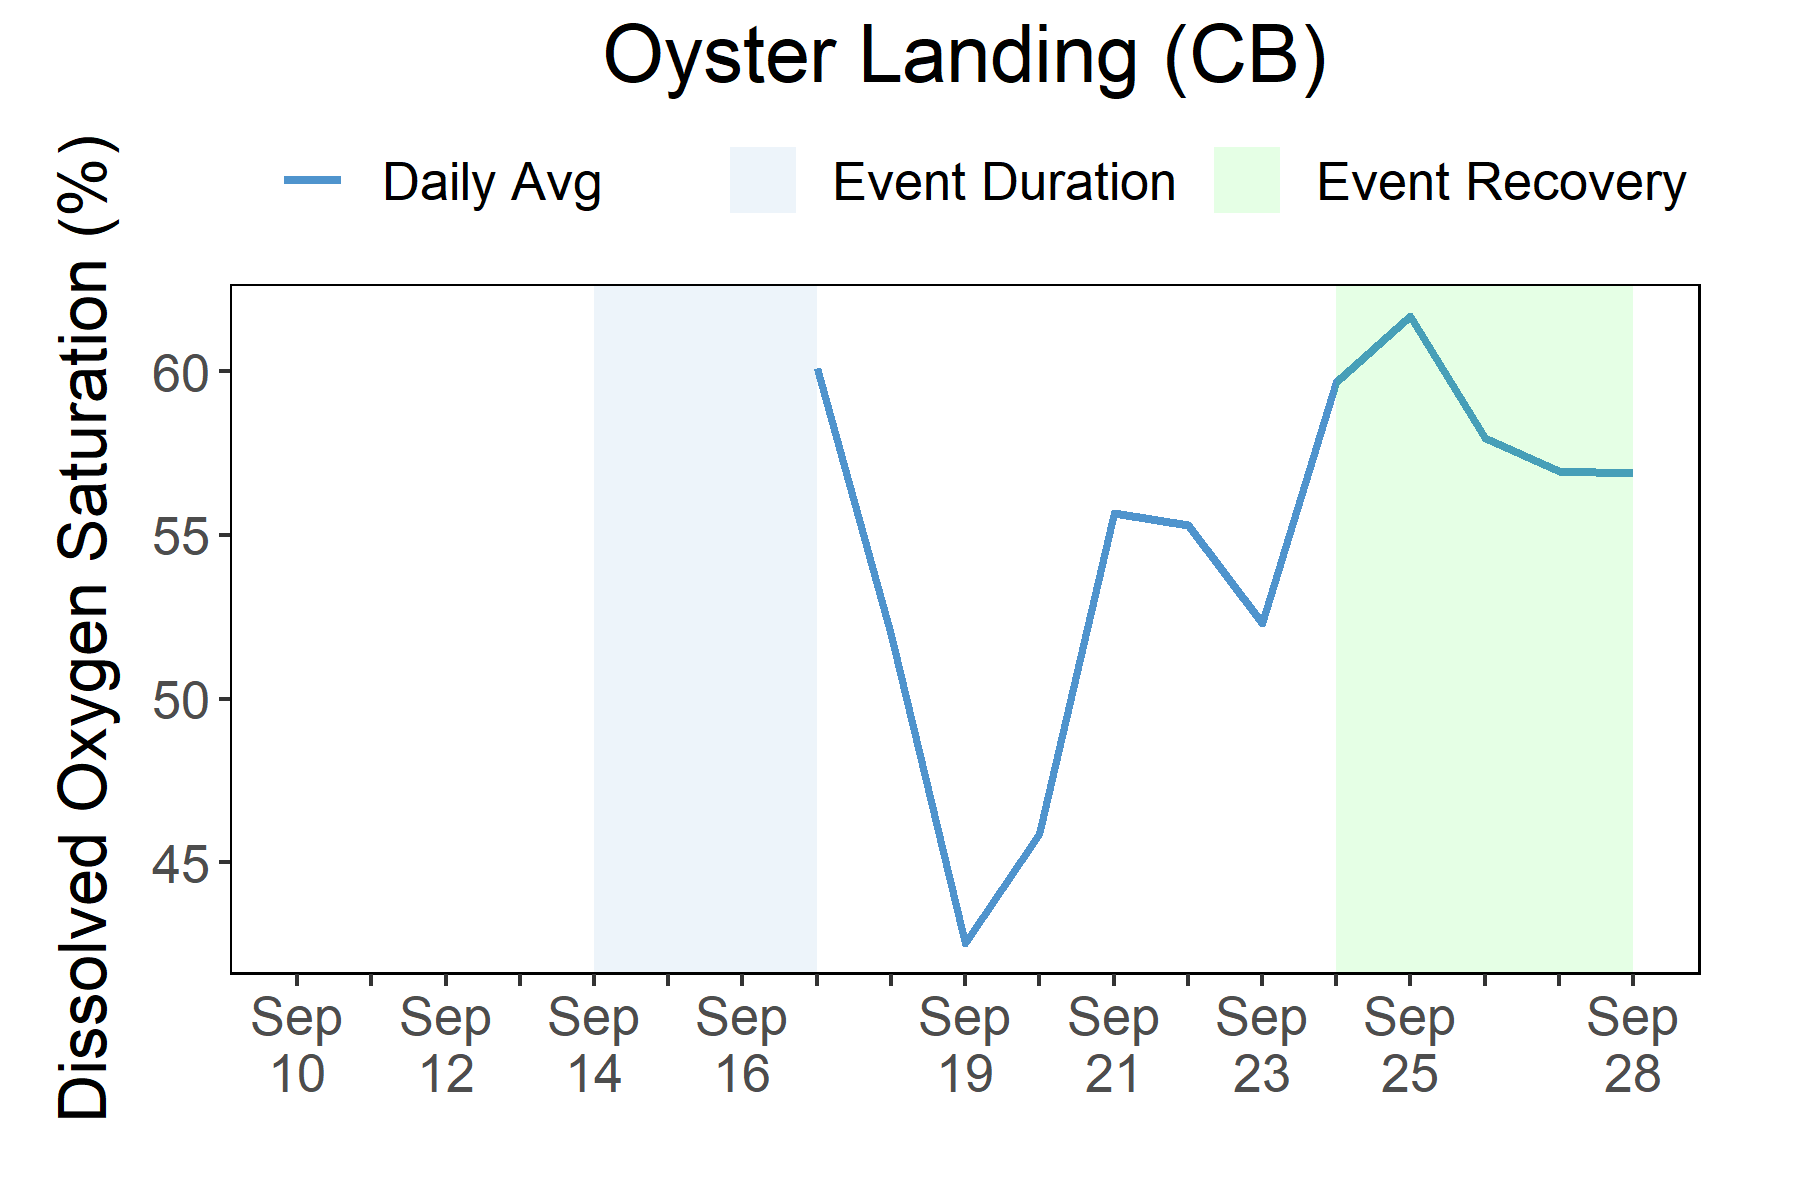 Oyster Landing (CB)
Daily Avg
Event Duration
Event Recovery
Dissolved Oxygen Saturation (%)
60
55
50
45
Sep 10
Sep 12
Sep 14
Sep 16
Sep 19
Sep 21
Sep 23
Sep 25
Sep 28